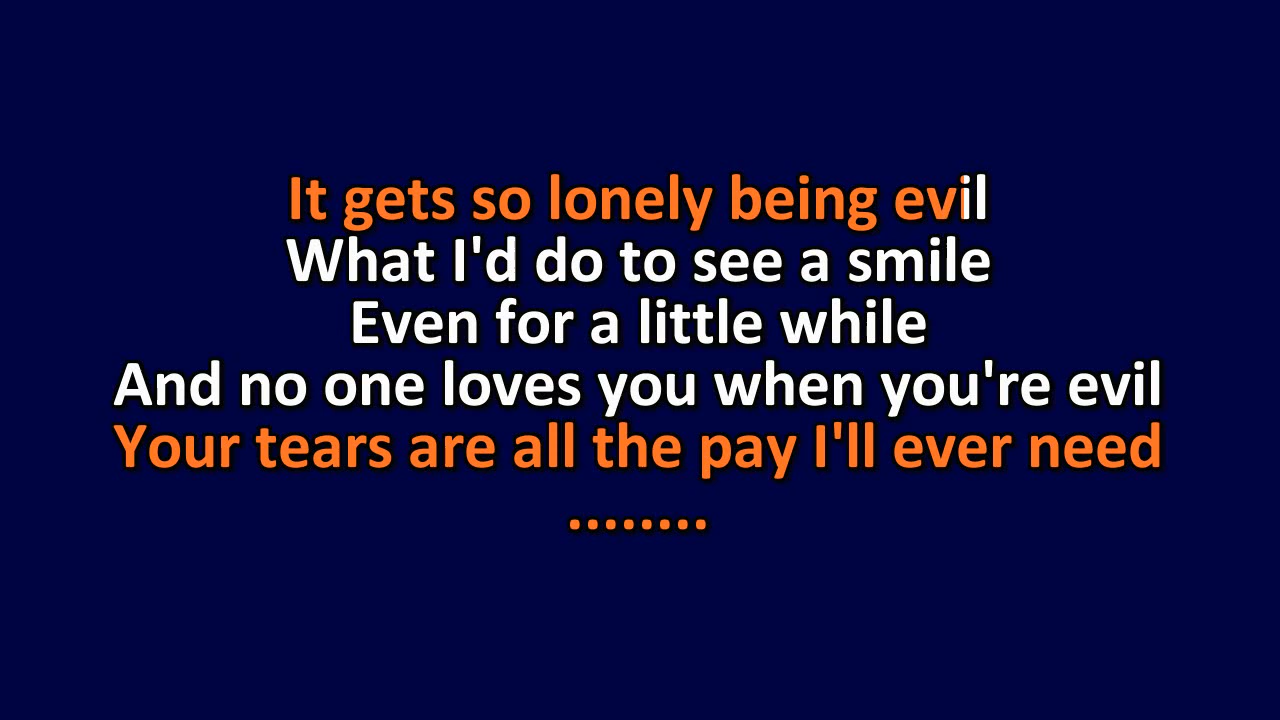 It gets so lonely being evil
What I'd do to see a smile
Even for a little while
And no one loves you when you're evil
Your tears are all the pay I'll ever need
........